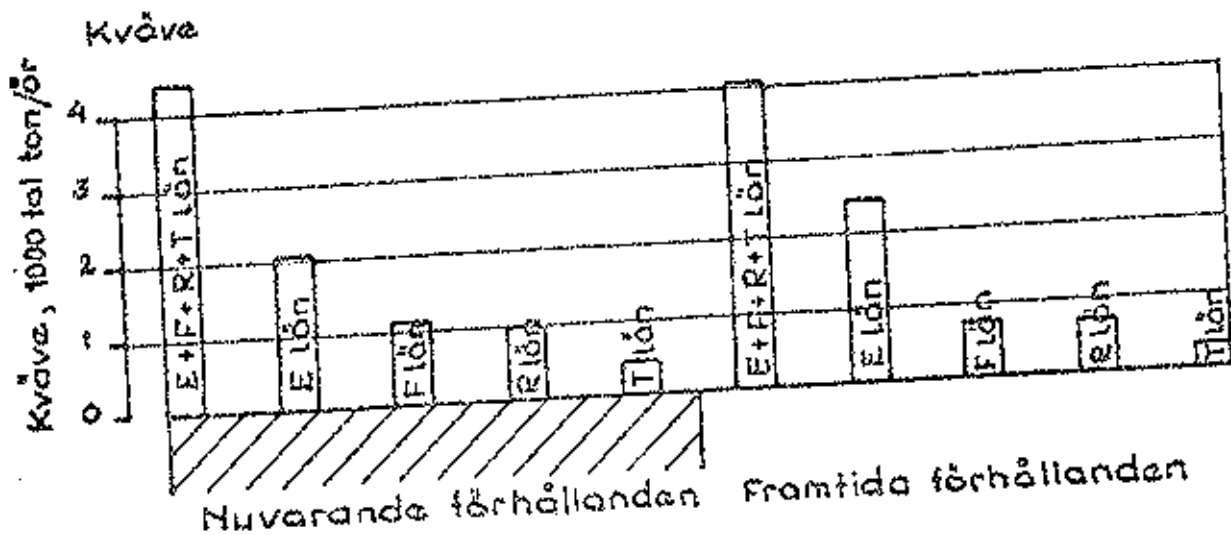 Kväve
Kväve, 1000 tal ton/år
4
3
2
1
0
E+F+R+T län
E län
F län
R län
T län
E+F+R+T län
E län
F län
R län
T län
Nuvarande förhållanden
Framtida förhållanden